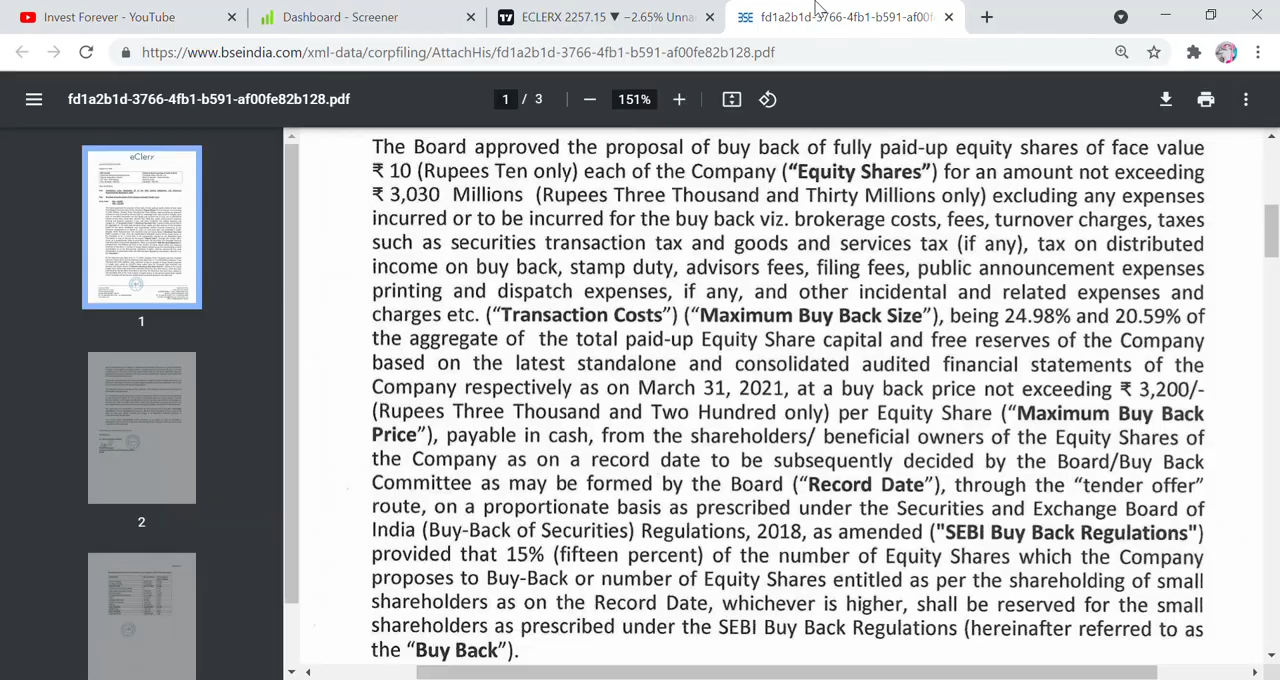 Invest Forever - YouTube
Dashboard - Screener
ECLERX 2257.15 ▼ −2.65% Unna
fd1a2b1d-3766-4fb1-b591-af00f
https://www.bseindia.com/xml-data/corpfiling/AttachHis/fd1a2b1d-3766-4fb1-b591-af00fe82b128.pdf
fd1a2b1d-3766-4fb1-b591-af00fe82b128.pdf
1 / 3
151%
eClerx
1
2
The Board approved the proposal of buy back of fully paid-up equity shares of face value
₹ 10 (Rupees Ten only) each of the Company (“Equity Shares”) for an amount not exceeding
₹ 3,030 Millions (Rupees Three Thousand and Thirty Millions only) excluding any expenses
incurred or to be incurred for the buy back viz. brokerage costs, fees, turnover charges, taxes
such as securities transaction tax and goods and services tax (if any), tax on distributed
income on buy back, stamp duty, advisors fees, filing fees, public announcement expenses
printing and dispatch expenses, if any, and other incidental and related expenses and
charges etc. (“Transaction Costs”) (“Maximum Buy Back Size”), being 24.98% and 20.59% of
the aggregate of the total paid-up Equity Share capital and free reserves of the Company
based on the latest standalone and consolidated audited financial statements of the
Company respectively as on March 31, 2021, at a buy back price not exceeding ₹ 3,200/-
(Rupees Three Thousand and Two Hundred only) per Equity Share (“Maximum Buy Back
Price”), payable in cash, from the shareholders/ beneficial owners of the Equity Shares of
the Company as on a record date to be subsequently decided by the Board/Buy Back
Committee as may be formed by the Board (“Record Date”), through the “tender offer”
route, on a proportionate basis as prescribed under the Securities and Exchange Board of
India (Buy-Back of Securities) Regulations, 2018, as amended ("SEBI Buy Back Regulations")
provided that 15% (fifteen percent) of the number of Equity Shares which the Company
proposes to Buy-Back or number of Equity Shares entitled as per the shareholding of small
shareholders as on the Record Date, whichever is higher, shall be reserved for the small
shareholders as prescribed under the SEBI Buy Back Regulations (hereinafter referred to as
the “Buy Back”).